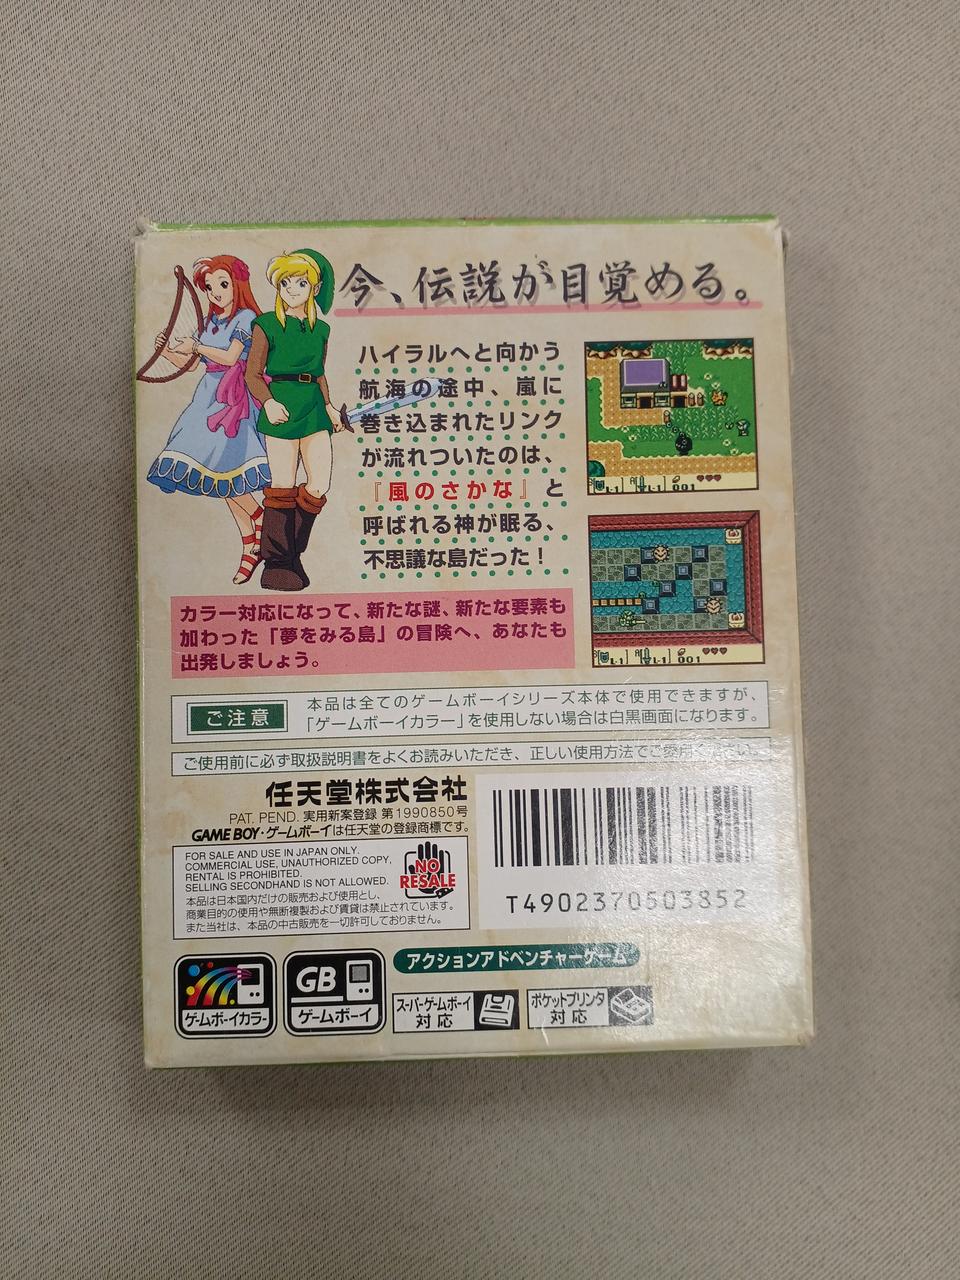 今、伝説が目覚める。
ハイラルへと向かう
航海の途中、嵐に
巻き込まれたリンク
が流れついたのは、
『風のさかな』と
呼ばれる神が眠る、
不思議な島だった！
L-1 L-1 001
L-1 L-1 001
カラー対応になって、新たな謎、新たな要素も
加わった「夢をみる島」の冒険へ、あなたも
出発しましょう。
ご注意
本品は全てのゲームボーイシリーズ本体で使用できますが、
「ゲームボーイカラー」を使用しない場合は白黒画面になります。
ご使用前に必ず取扱説明書をよくお読みいただき、正しい使用方法でご愛用ください。
任天堂株式会社
PAT. PEND. 実用新案登録 第1990850号
GAME BOY・ゲームボーイは任天堂の登録商標です。
FOR SALE AND USE IN JAPAN ONLY.
COMMERCIAL USE, UNAUTHORIZED COPY,
RENTAL IS PROHIBITED.
SELLING SECONDHAND IS NOT ALLOWED.
本品は日本国内だけの販売および使用とし、
商業目的の使用や無断複製および賃貸は禁止されています。
また当社は、本品の中古販売を一切許可しておりません。
NO
RESALE
T4902370503852
アクションアドベンチャーゲーム
ゲームボーイカラー
GB
ゲームボーイ
スーパーゲームボーイ
対応
ポケットプリンタ
対応